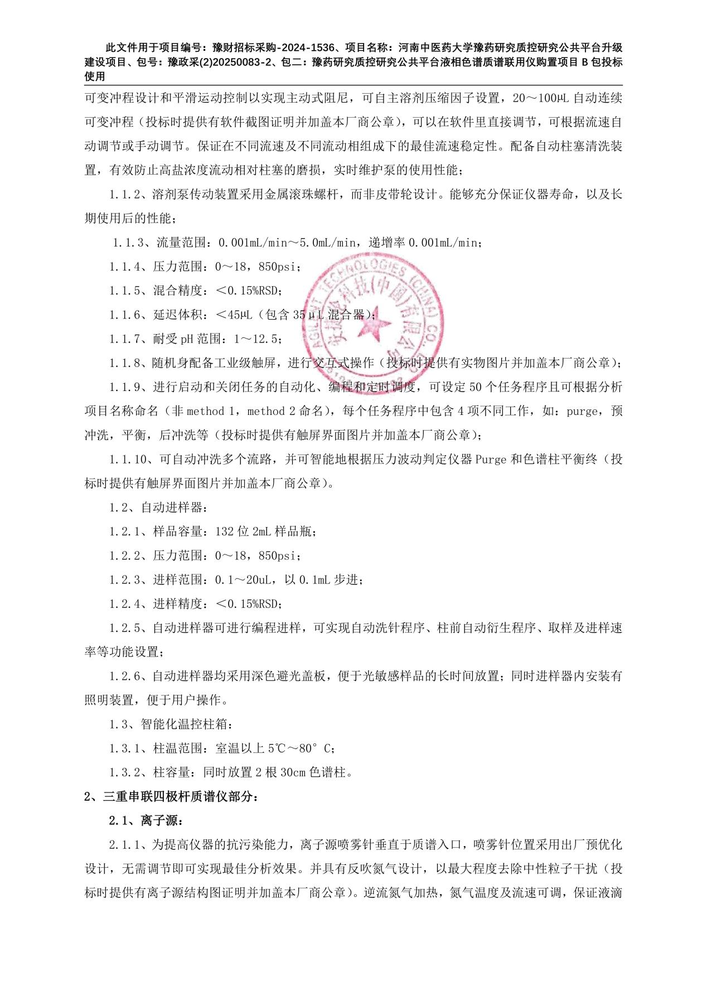 此文件用于项目编号：豫财招标采购-2024-1536、项目名称：河南中医药大学豫药研究质控研究公共平台升级
建设项目、包号：豫政采(2)20250083-2、包二：豫药研究质控研究公共平台液相色谱质谱联用仪购置项目 B 包投标
使用
可变冲程设计和平滑运动控制以实现主动式阻尼，可自主溶剂压缩因子设置，20～100μL 自动连续
可变冲程（投标时提供有软件截图证明并加盖本厂商公章），可以在软件里直接调节，可根据流速自
动调节或手动调节。保证在不同流速及不同流动相组成下的最佳流速稳定性。配备自动柱塞清洗装
置，有效防止高盐浓度流动相对柱塞的磨损，实时维护泵的使用性能；
1.1.2、溶剂泵传动装置采用金属滚珠螺杆，而非皮带轮设计。能够充分保证仪器寿命，以及长
期使用后的性能；
1.1.3、流量范围：0.001mL/min～5.0mL/min，递增率 0.001mL/min；
1.1.4、压力范围：0～18，850psi；
1.1.5、混合精度：＜0.15%RSD；
1.1.6、延迟体积：＜45μL（包含 35μL 混合器）；
1.1.7、耐受 pH 范围：1～12.5；
1.1.8、随机身配备工业级触屏，进行交互式操作（投标时提供有实物图片并加盖本厂商公章）；
1.1.9、进行启动和关闭任务的自动化、编程和定时调度，可设定 50 个任务程序且可根据分析
项目名称命名（非 method 1，method 2 命名），每个任务程序中包含 4 项不同工作，如：purge，预
冲洗，平衡，后冲洗等（投标时提供有触屏界面图片并加盖本厂商公章）；
1.1.10、可自动冲洗多个流路，并可智能地根据压力波动判定仪器 Purge 和色谱柱平衡终（投
标时提供有触屏界面图片并加盖本厂商公章）。
1.2、自动进样器：
1.2.1、样品容量：132 位 2mL 样品瓶；
1.2.2、压力范围：0～18，850psi；
1.2.3、进样范围：0.1～20uL，以 0.1mL 步进；
1.2.4、进样精度：＜0.15%RSD；
1.2.5、自动进样器可进行编程进样，可实现自动洗针程序、柱前自动衍生程序、取样及进样速
率等功能设置；
1.2.6、自动进样器均采用深色避光盖板，便于光敏感样品的长时间放置；同时进样器内安装有
照明装置，便于用户操作。
1.3、智能化温控柱箱：
1.3.1、柱温范围：室温以上 5℃～80°C；
1.3.2、柱容量：同时放置 2 根 30cm 色谱柱。
2、三重串联四极杆质谱仪部分：
2.1、离子源：
2.1.1、为提高仪器的抗污染能力，离子源喷雾针垂直于质谱入口，喷雾针位置采用出厂预优化
设计，无需调节即可实现最佳分析效果。并具有反吹氮气设计，以最大程度去除中性粒子干扰（投
标时提供有离子源结构图证明并加盖本厂商公章）。逆流氮气加热，氮气温度及流速可调，保证液滴
AGILENT TECHNOLOGIES (CHINA) CO., LTD.
安捷伦科技(中国)有限公司